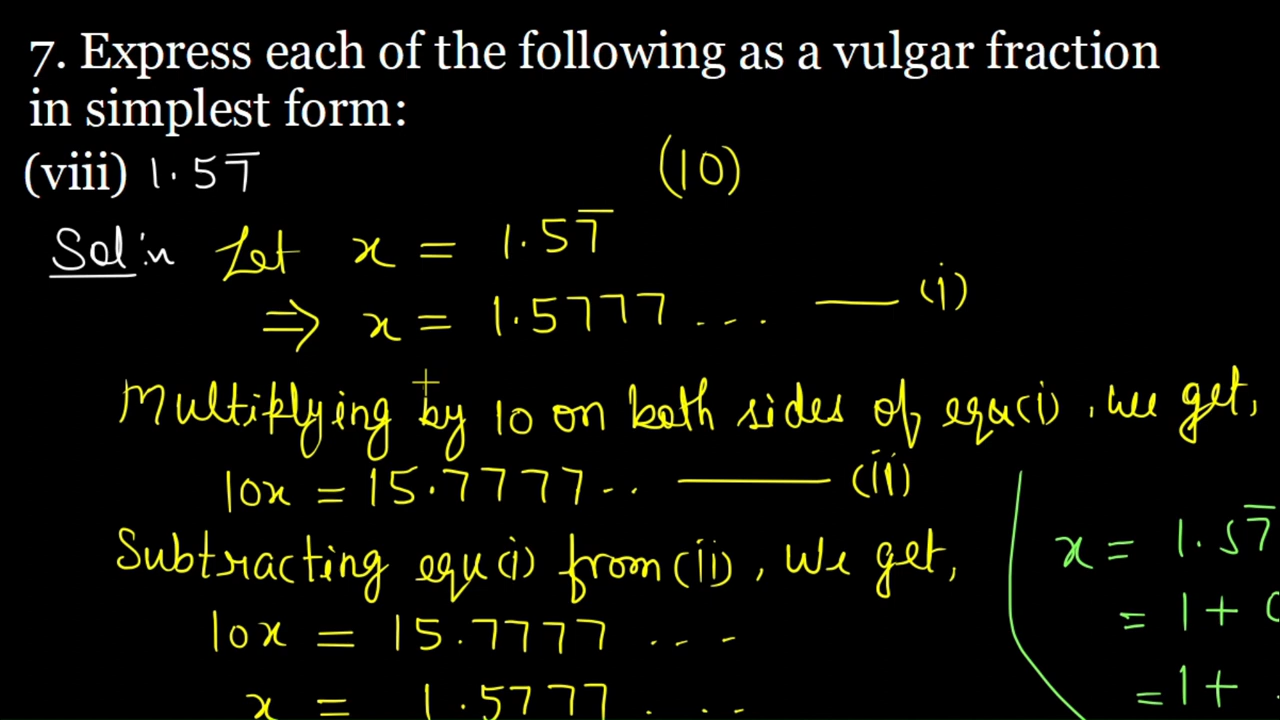 7. Express each of the following as a vulgar fraction
in simplest form:
(viii) 1.57̅
(10)
Sol'n Let x = 1.57̅
⇒ x = 1.5777... —— (i)
Multiplying by 10 on both sides of equ(i), we get,
10x = 15.7777.. —— (ii)
Subtracting equ(i) from (ii), we get,
10x = 15.7777 ...
x = 1.5777 ...
x = 1.57̅
= 1 + 0
= 1 +